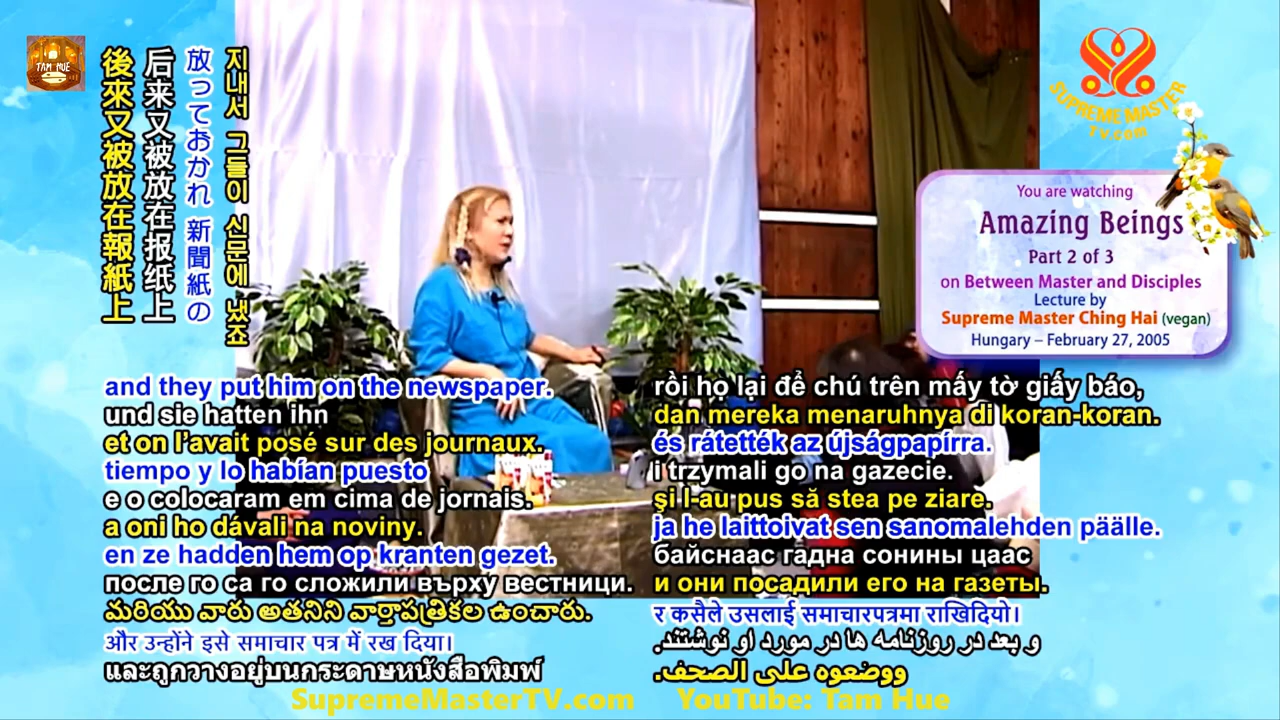 TAM HUE
後來又被放在報紙上
后来又被放在报纸上
放っておかれ 新聞紙の
지내서 그들이 신문에 냈죠
SUPREME MASTER
TV.com
You are watching
Amazing Beings
Part 2 of 3
on Between Master and Disciples
Lecture by
Supreme Master Ching Hai (vegan)
Hungary – February 27, 2005
and they put him on the newspaper.
und sie hatten ihn
et on l'avait posé sur des journaux.
tiempo y lo habían puesto
e o colocaram em cima de jornais.
a oni ho dávali na noviny.
en ze hadden hem op kranten gezet.
после го са го сложили върху вестници.
మరియు వారు అతనిని వార్తాపత్రికల ఉంచారు.
और उन्होंने इसे समाचार पत्र में रख दिया।
และถูกวางอยู่บนกระดาษหนังสือพิมพ์
rồi họ lại để chú trên mấy tờ giấy báo,
dan mereka menaruhnya di koran-koran.
és rátették az újságpapírra.
i trzymali go na gazecie.
şi l-au pus să stea pe ziare.
ja he laittoivat sen sanomalehden päälle.
байснаас гадна сонины цаас
и они посадили его на газеты.
र कसैले उसलाई समाचारपत्रमा राखिदियो।
و بعد در روزنامه ها در مورد او نوشتند.
ووضعوه على الصحف.
SupremeMasterTV.com YouTube: Tam Hue